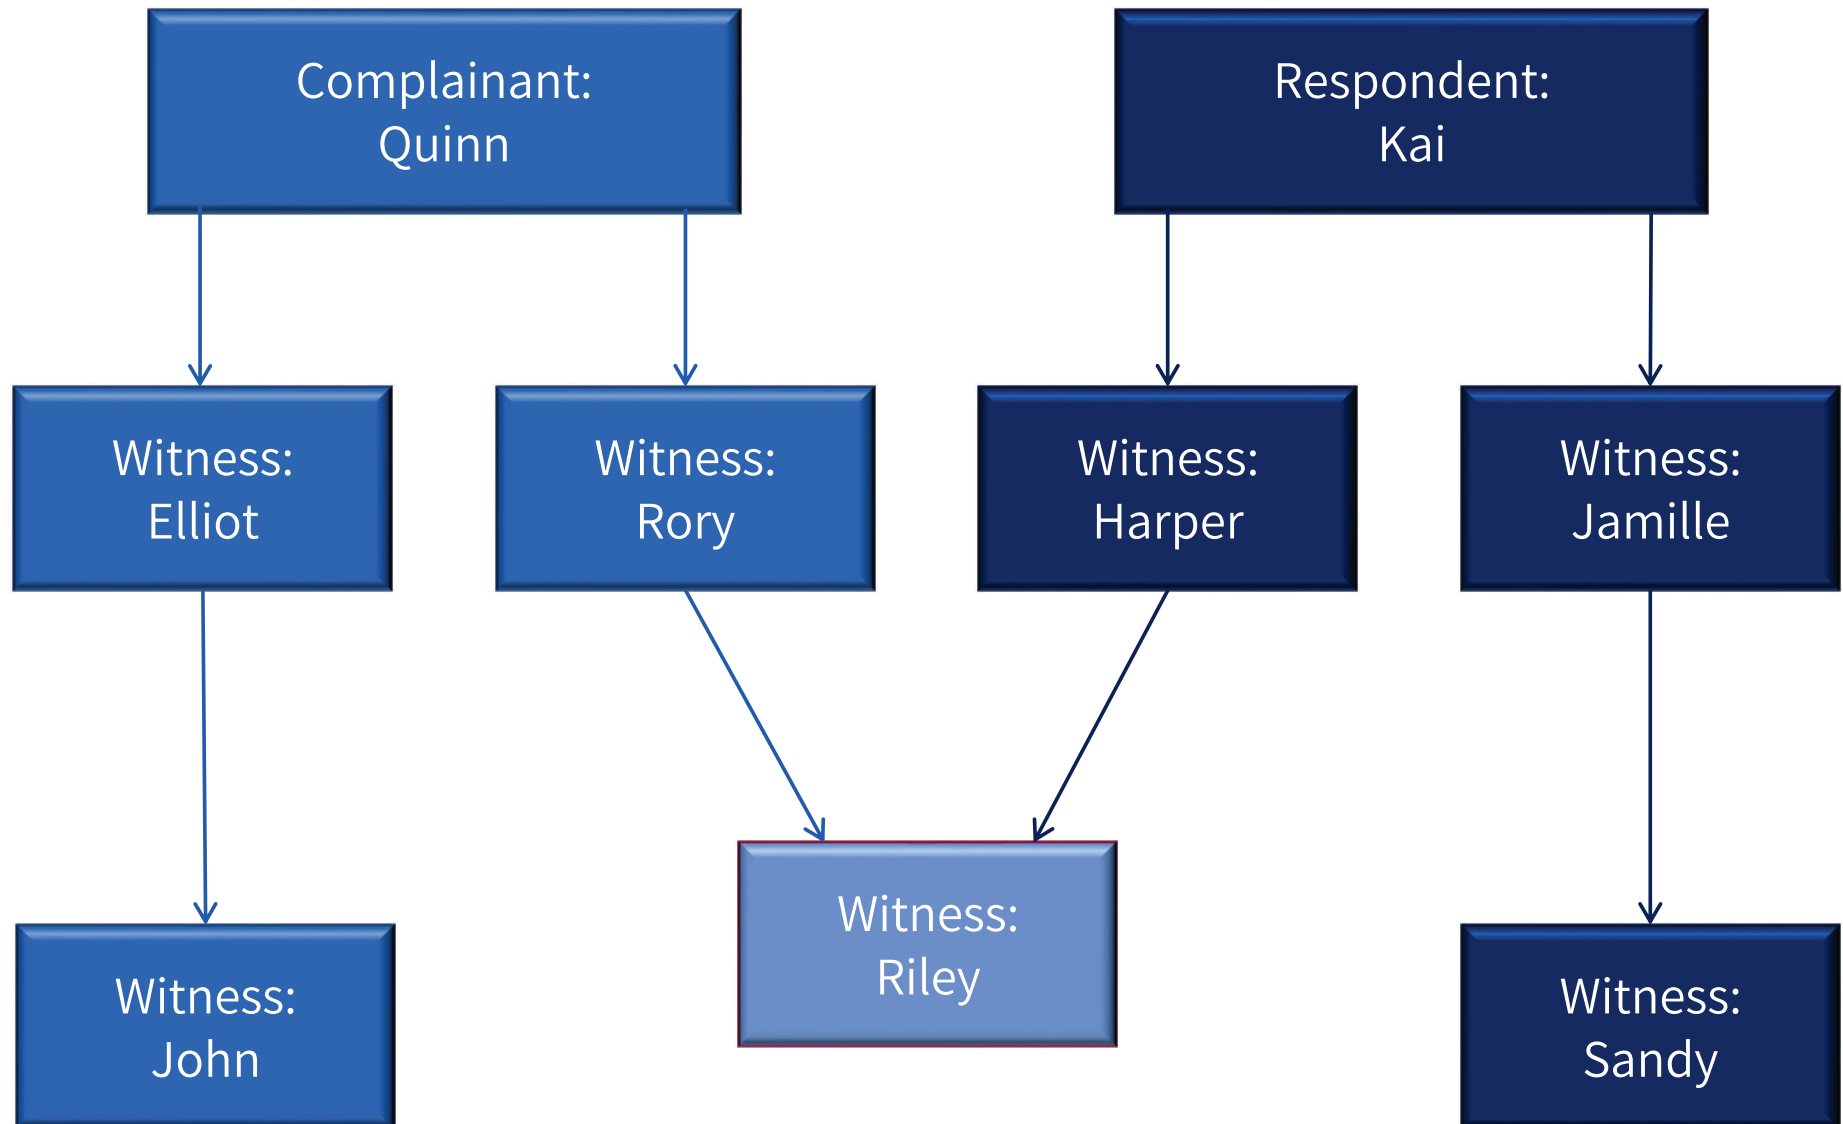 Complainant:
Quinn
Respondent:
Kai
Witness:
Elliot
Witness:
Rory
Witness:
Harper
Witness:
Jamille
Witness:
Riley
Witness:
John
Witness:
Sandy